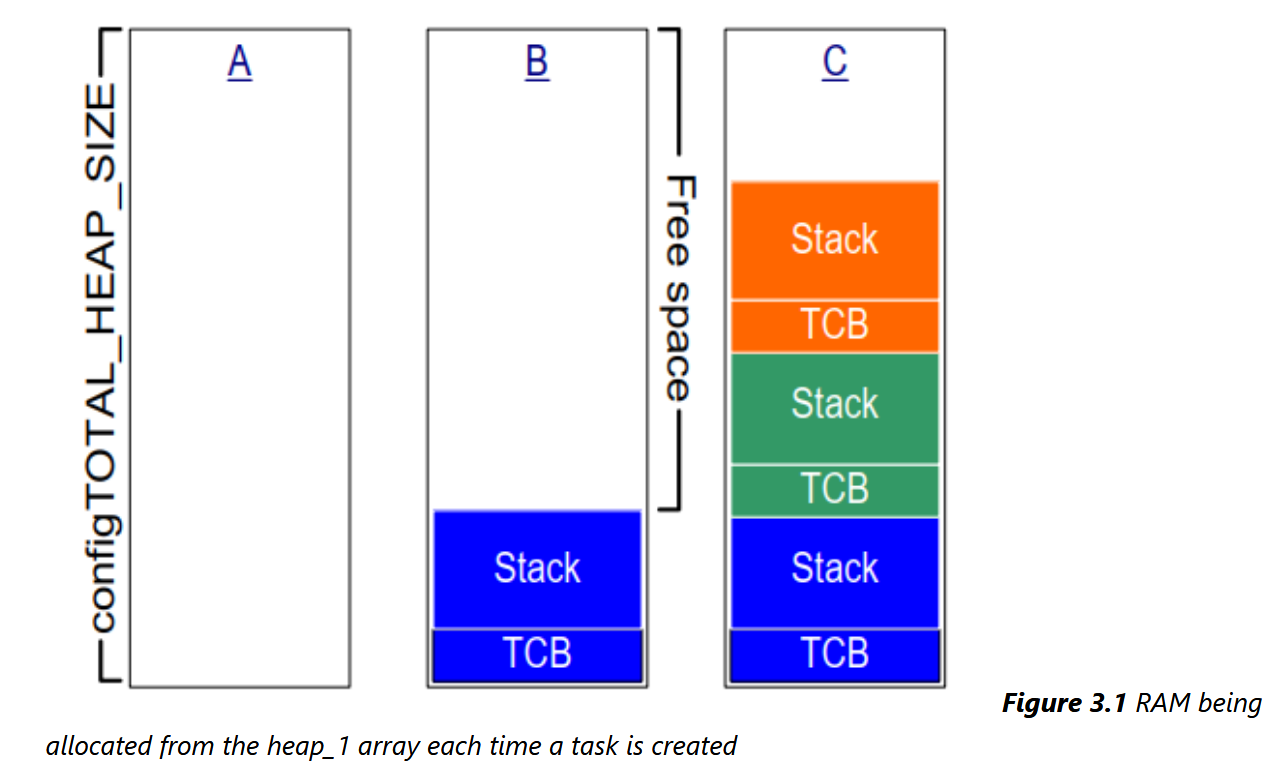 configTOTAL_HEAP_SIZE
A
B
Stack
TCB
Free space
C
Stack
TCB
Stack
TCB
Stack
TCB
Figure 3.1 RAM being
allocated from the heap_1 array each time a task is created